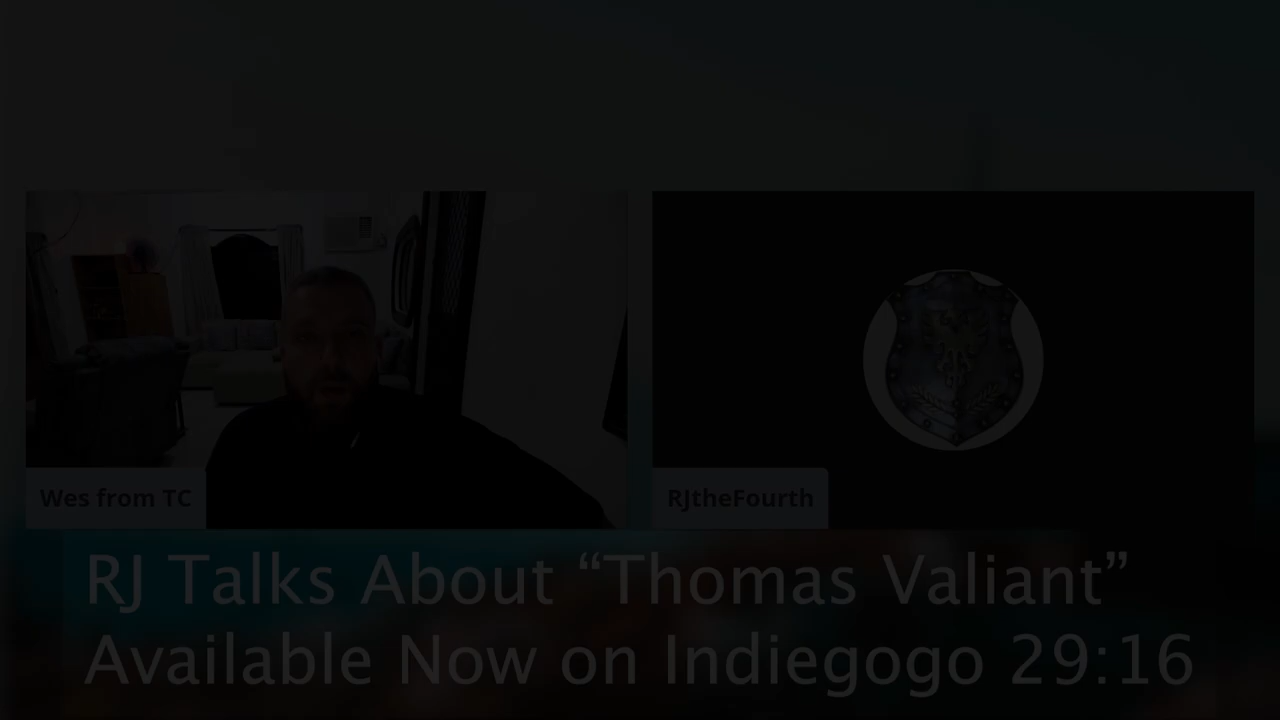 Wes from TC
RJtheFourth
RJ Talks About “Thomas Valiant”
Available Now on Indiegogo 29:16